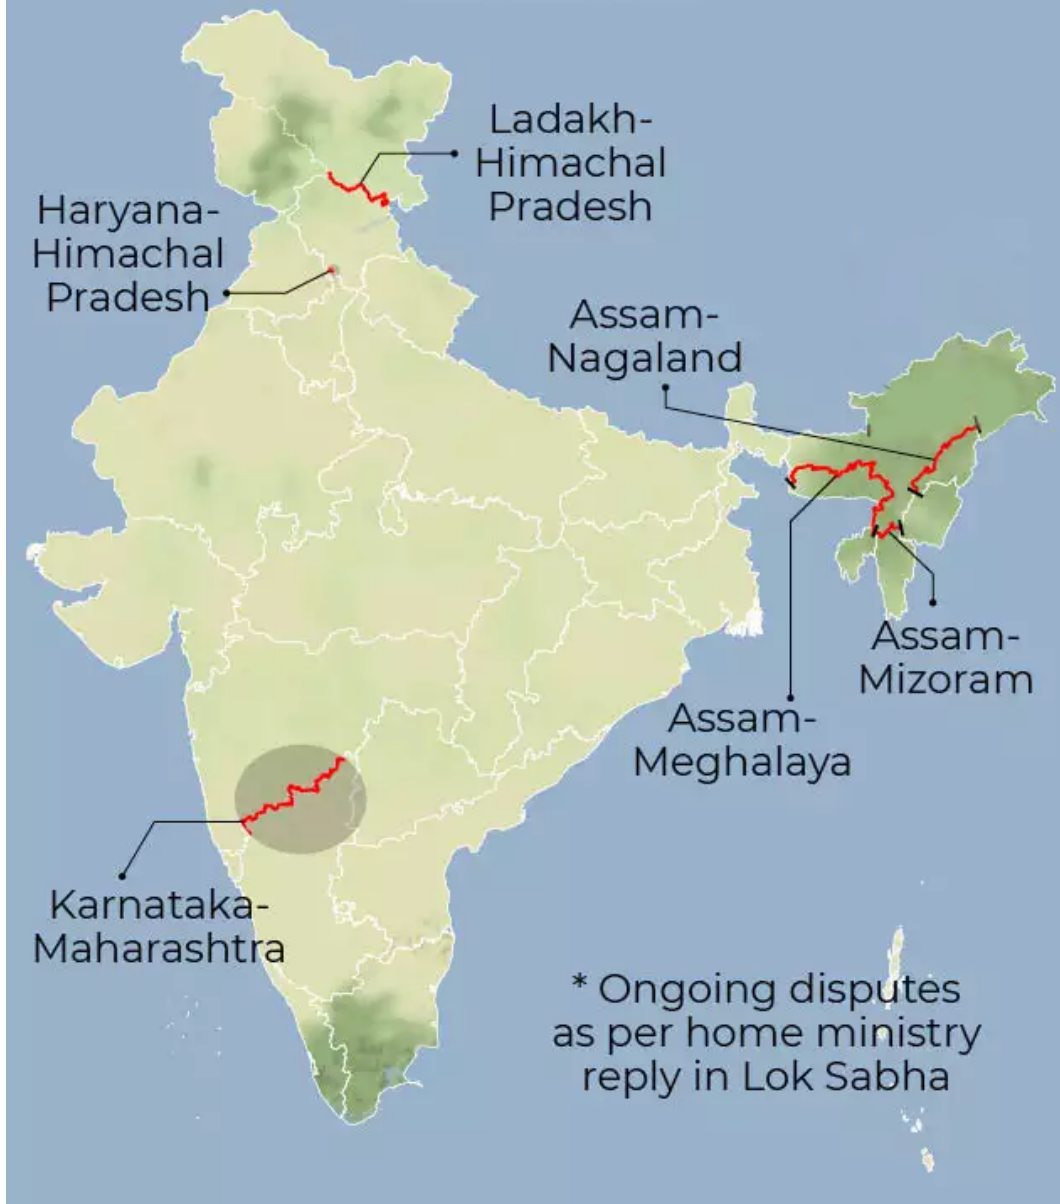 Ladakh-
Himachal
Pradesh
Haryana-
Himachal
Pradesh
Assam-
Nagaland
Assam-
Mizoram
Assam-
Meghalaya
Karnataka-
Maharashtra
* Ongoing disputes
as per home ministry
reply in Lok Sabha